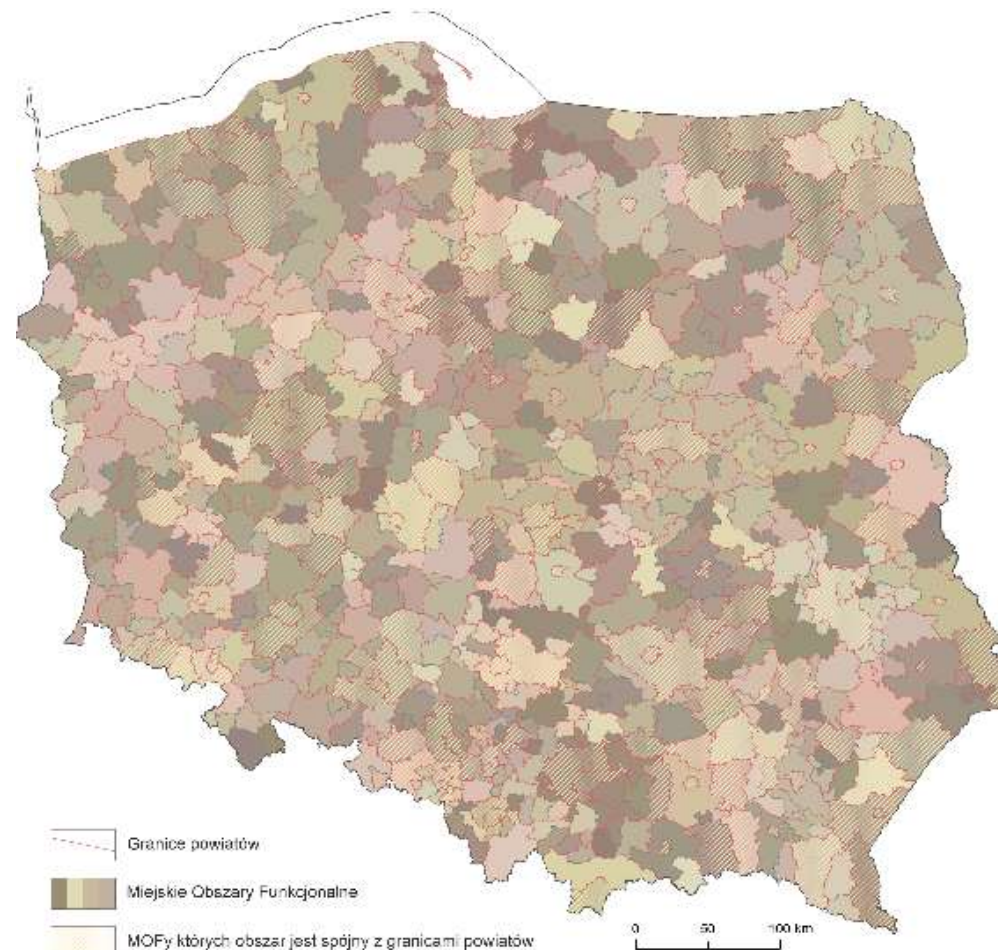 Granice powiatów
Miejskie Obszary Funkcjonalne
MOFy których obszar jest spójny z granicami powiatów
0 50 100 km